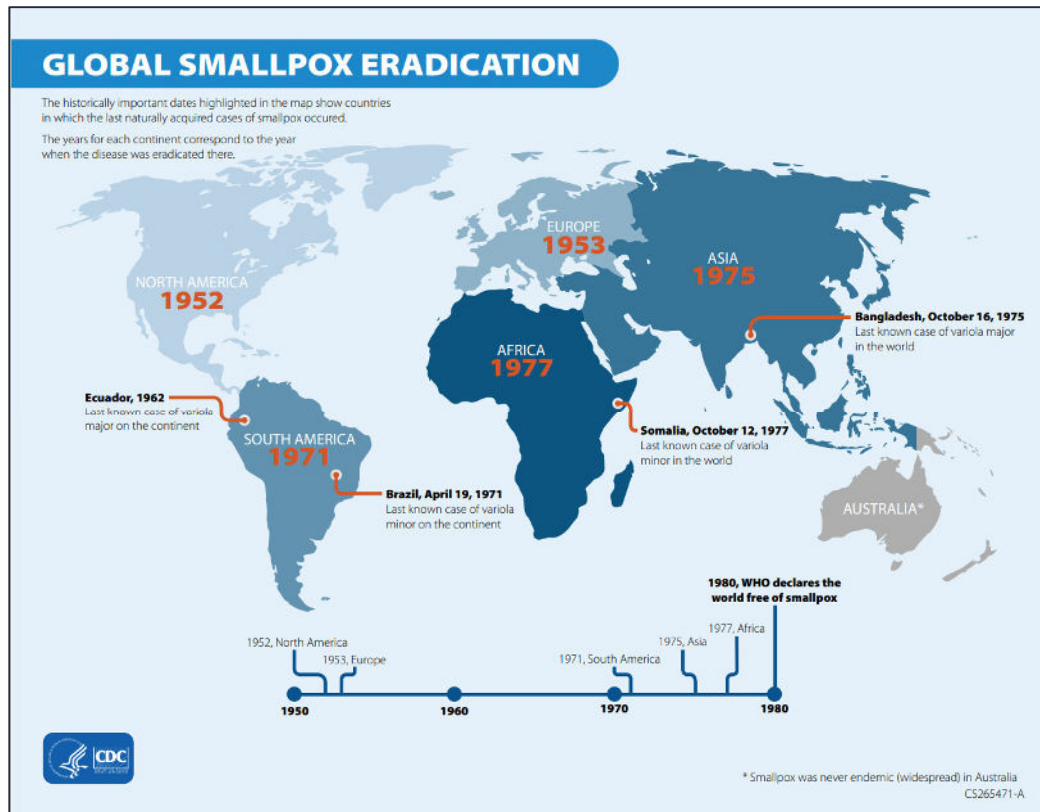 GLOBAL SMALLPOX ERADICATION
The historically important dates highlighted in the map show countries
in which the last naturally acquired cases of smallpox occured.
The years for each continent correspond to the year
when the disease was eradicated there.
NORTH AMERICA
1952
EUROPE
1953
ASIA
1975
Bangladesh, October 16, 1975
Last known case of variola major
in the world
AFRICA
1977
Ecuador, 1962
Last known case of variola
major on the continent
SOUTH AMERICA
1971
Somalia, October 12, 1977
Last known case of variola
minor in the world
Brazil, April 19, 1971
Last known case of variola
minor on the continent
AUSTRALIA*
1980, WHO declares the
world free of smallpox
1952, North America
1953, Europe
1971, South America
1975, Asia
1977, Africa
1950
1960
1970
1980
CDC
* Smallpox was never endemic (widespread) in Australia
CS265471-A